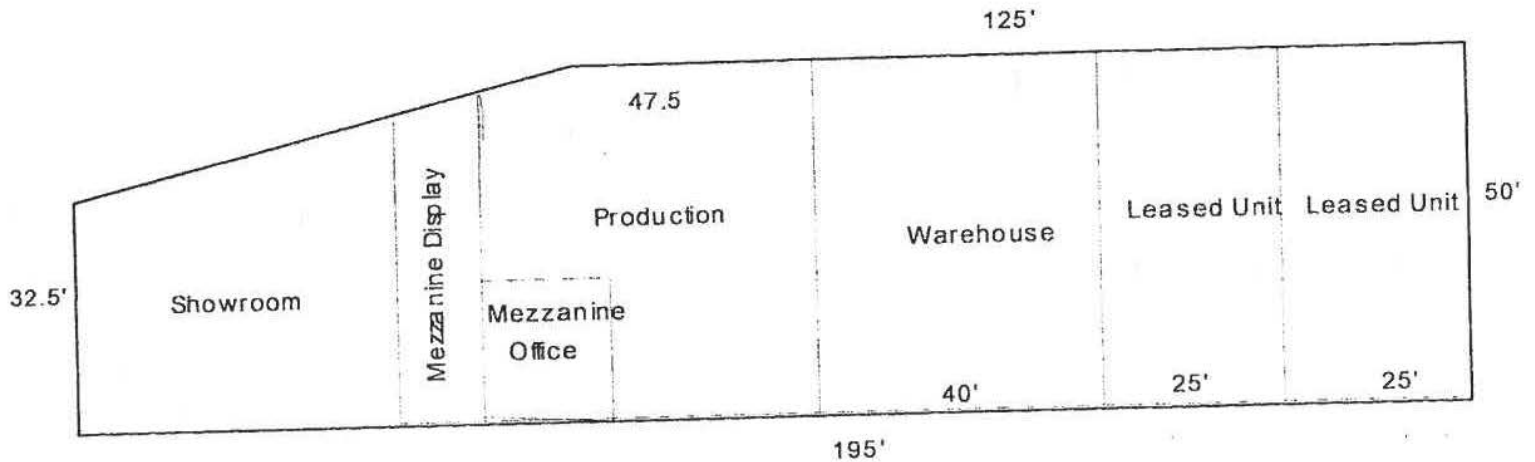 125'
47.5
Mezzanine Display
Production
Leased Unit
Leased Unit
50'
Warehouse
32.5'
Showroom
Mezzanine
Office
40'
25'
25'
195'